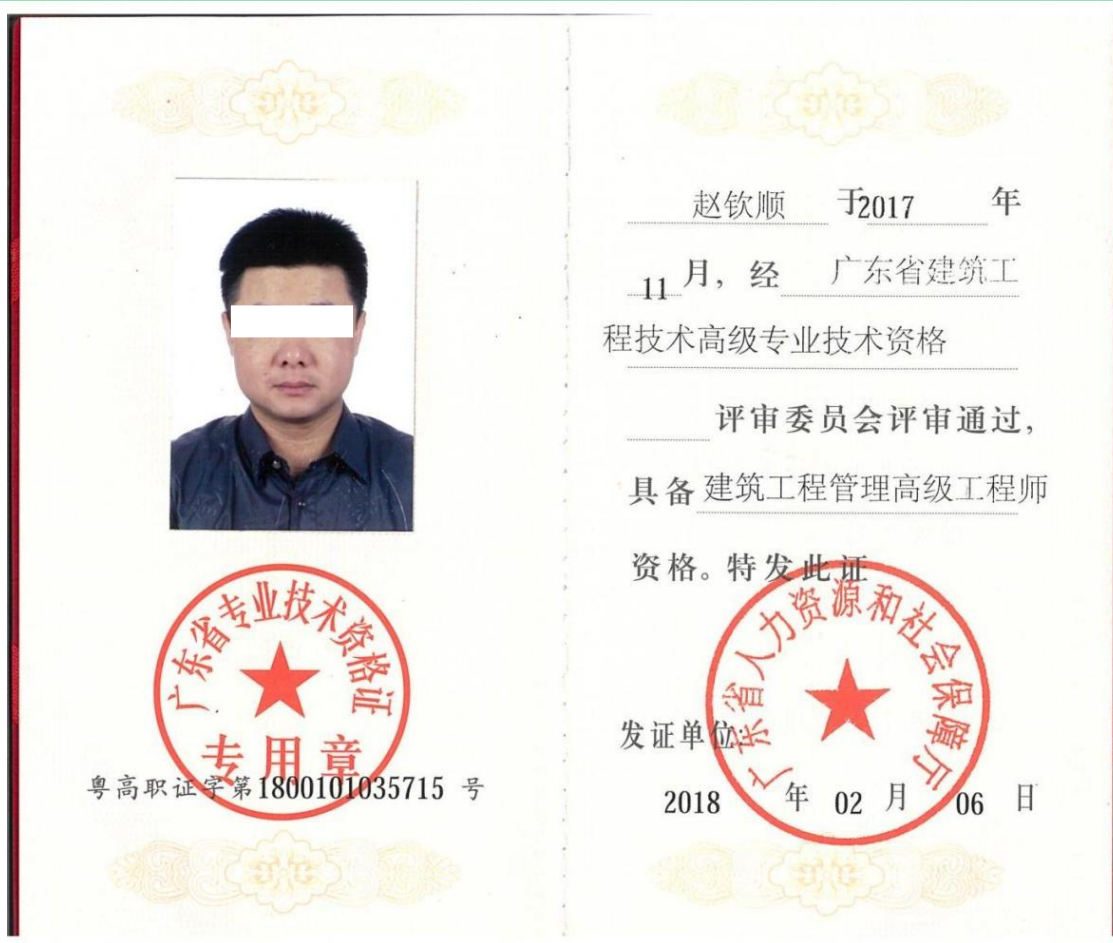 广东省专业技术资格证
专用章
粤高职证字第1800101035715 号
赵钦顺 于2017 年
11 月，经 广东省建筑工
程技术高级专业技术资格
评审委员会评审通过，
具备 建筑工程管理高级工程师
资格。特发此证
广东省人力资源和社会保障厅
发证单位:
2018 年 02 月 06 日